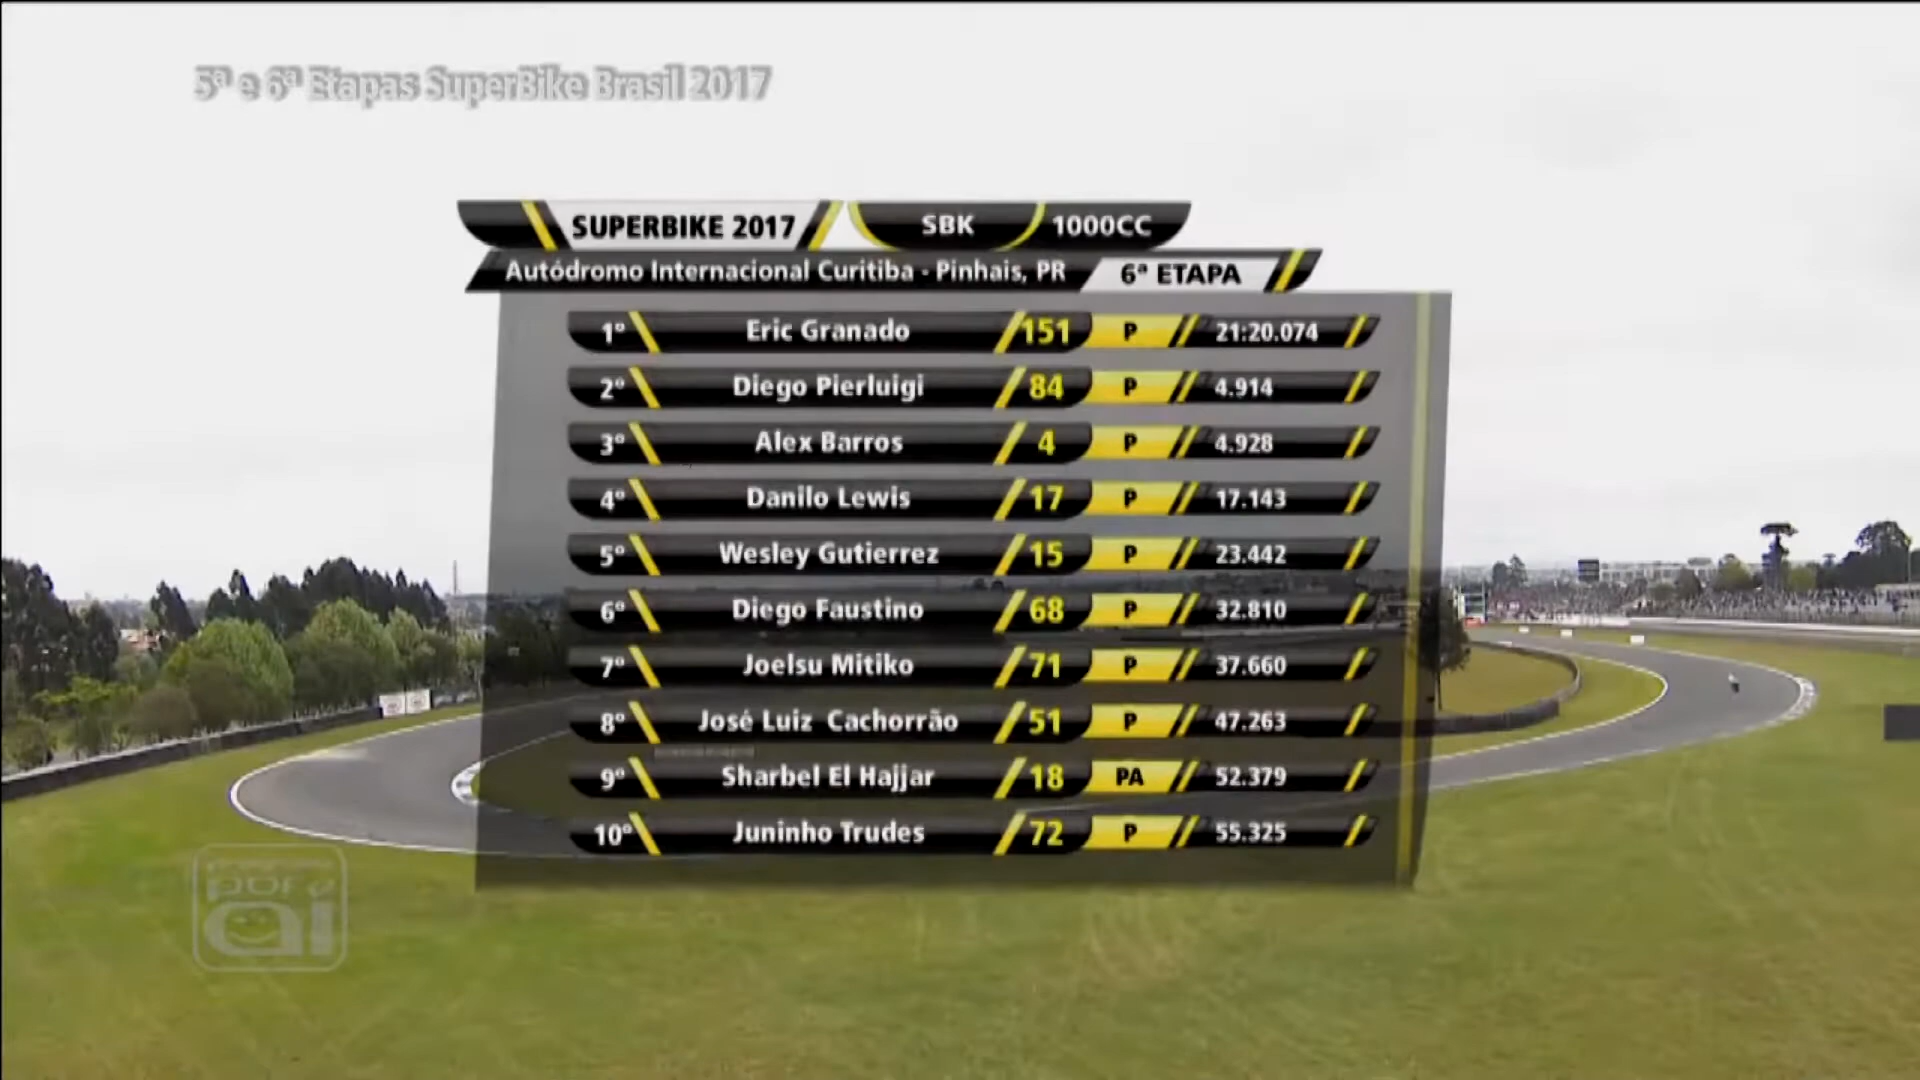 5ª e 6ª Etapas SuperBike Brasil 2017
SUPERBIKE 2017 SBK 1000CC
Autódromo Internacional Curitiba - Pinhais, PR 6ª ETAPA
1º Eric Granado 151 P 21:20.074
2º Diego Pierluigi 84 P 4.914
3º Alex Barros 4 P 4.928
4º Danilo Lewis 17 P 17.143
5º Wesley Gutierrez 15 P 23.442
6º Diego Faustino 68 P 32.810
7º Joelsu Mitiko 71 P 37.660
8º José Luiz Cachorrão 51 P 47.263
9º Sharbel El Hajjar 18 PA 52.379
10º Juninho Trudes 72 P 55.325
por
aí